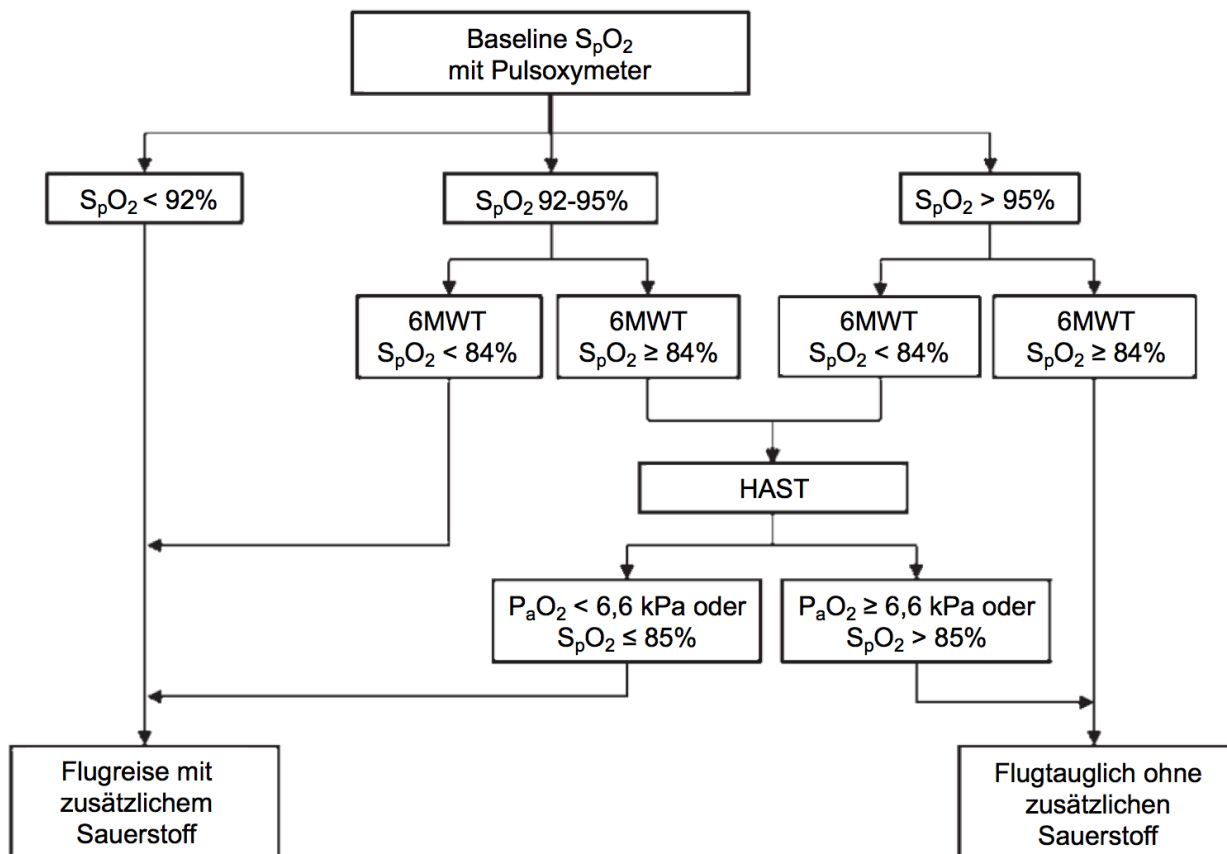 Baseline SpO2
mit Pulsoxymeter
SpO2 < 92%
SpO2 92-95%
SpO2 > 95%
6MWT
SpO2 < 84%
6MWT
SpO2 ≥ 84%
6MWT
SpO2 < 84%
6MWT
SpO2 ≥ 84%
HAST
PaO2 < 6,6 kPa oder
SpO2 ≤ 85%
PaO2 ≥ 6,6 kPa oder
SpO2 > 85%
Flugreise mit
zusätzlichem
Sauerstoff
Flugtauglich ohne
zusätzlichen
Sauerstoff